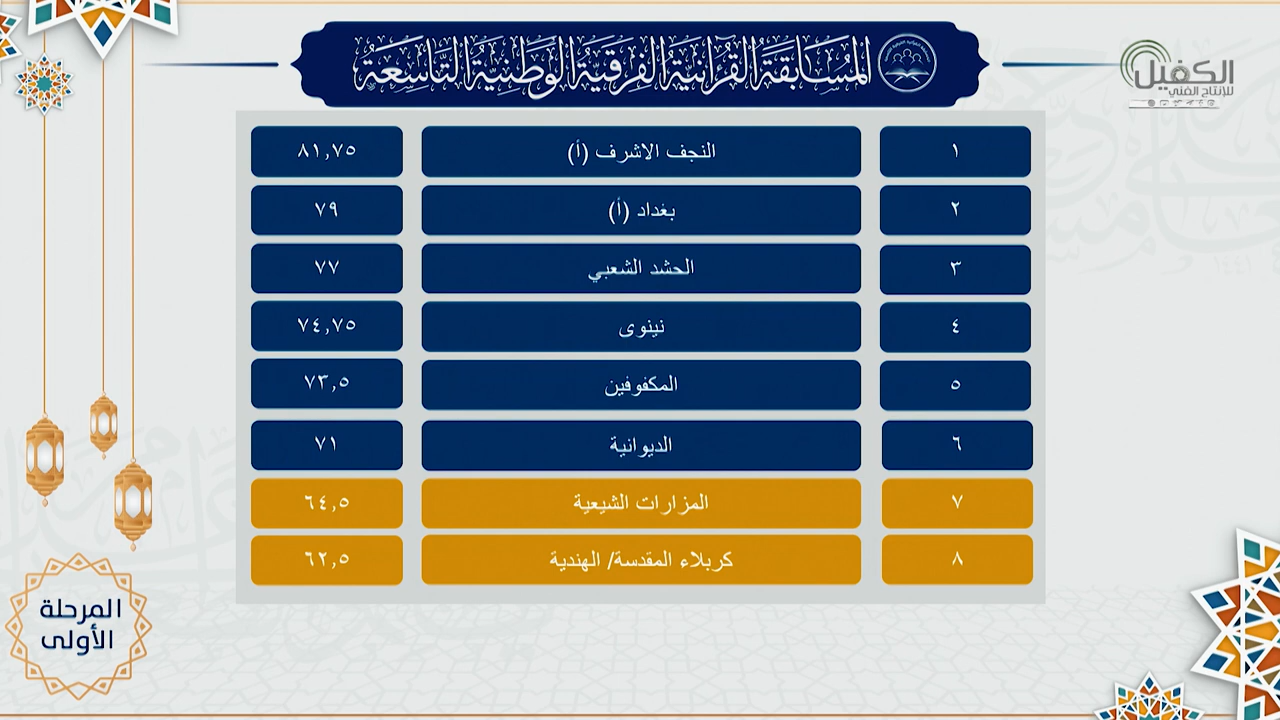 المسابقة القرآنية الفرقية الوطنية التاسعة
الكفيل
للإنتاج الفني
١ النجف الاشرف (أ) ٨١,٧٥
٢ بغداد (أ) ٧٩
٣ الحشد الشعبي ٧٧
٤ نينوى ٧٤,٧٥
٥ المكفوفين ٧٣,٥
٦ الديوانية ٧١
٧ المزارات الشيعية ٦٤,٥
٨ كربلاء المقدسة/ الهندية ٦٢,٥
المرحلة
الأولى